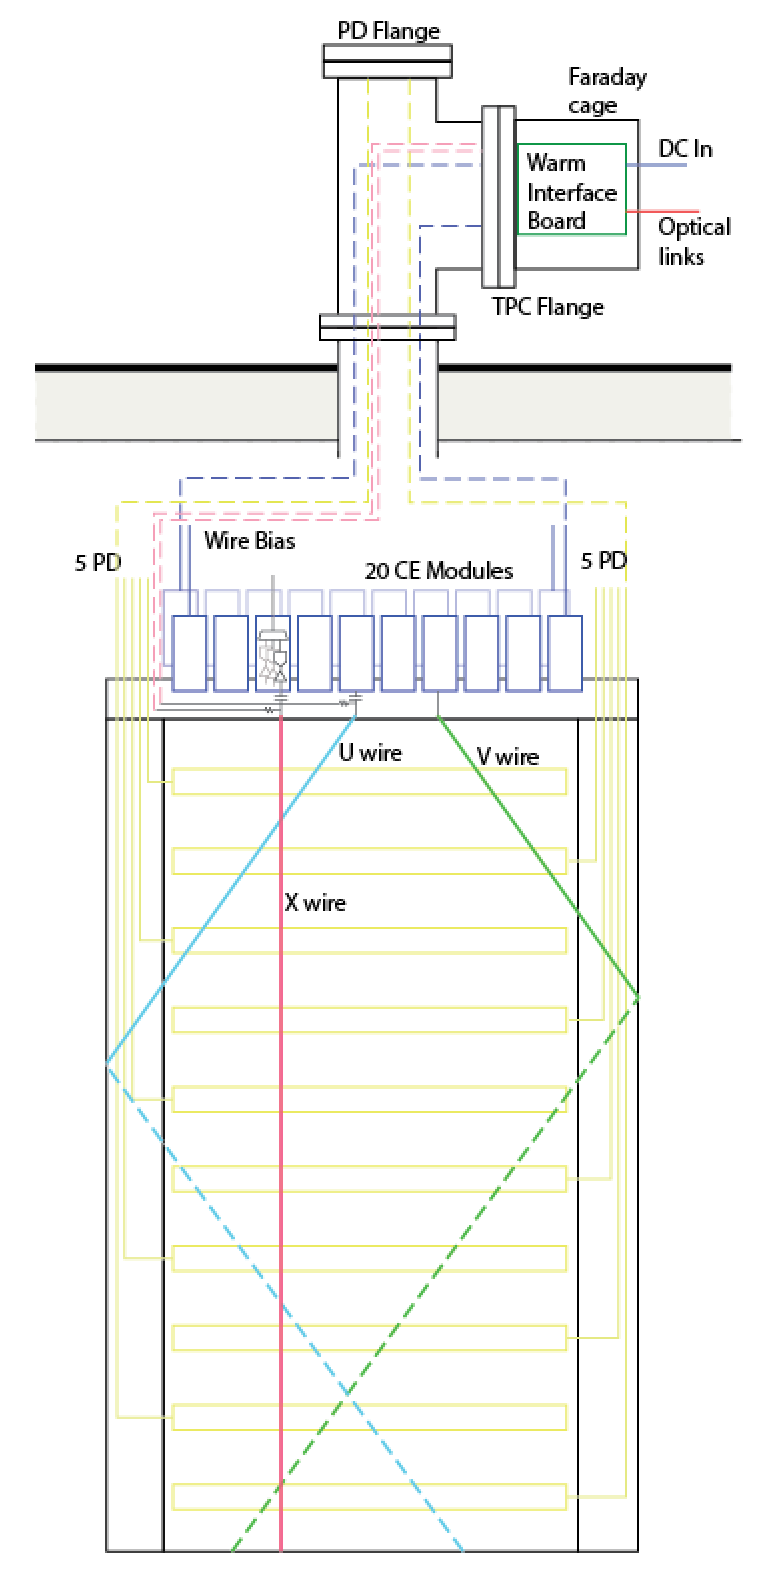 PD Flange
Faraday
cage
DC In
Warm
Interface
Board
Optical
links
TPC Flange
Wire Bias
5 PD
20 CE Modules
5 PD
U wire
V wire
X wire